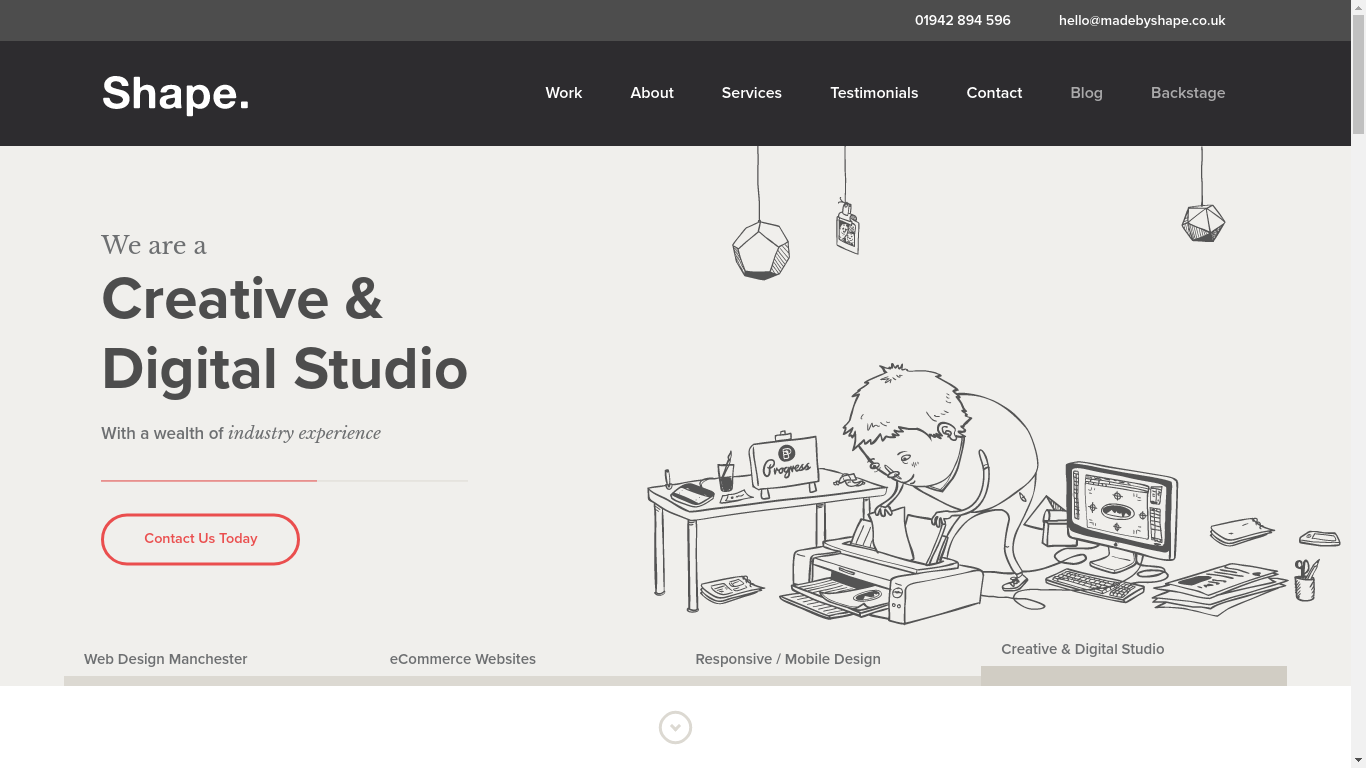 01942 894 596
hello@madebyshape.co.uk
Shape.
Work
About
Services
Testimonials
Contact
Blog
Backstage
We are a
Creative &
Digital Studio
With a wealth of industry experience
Contact Us Today
Progress
Web Design Manchester
eCommerce Websites
Responsive / Mobile Design
Creative & Digital Studio